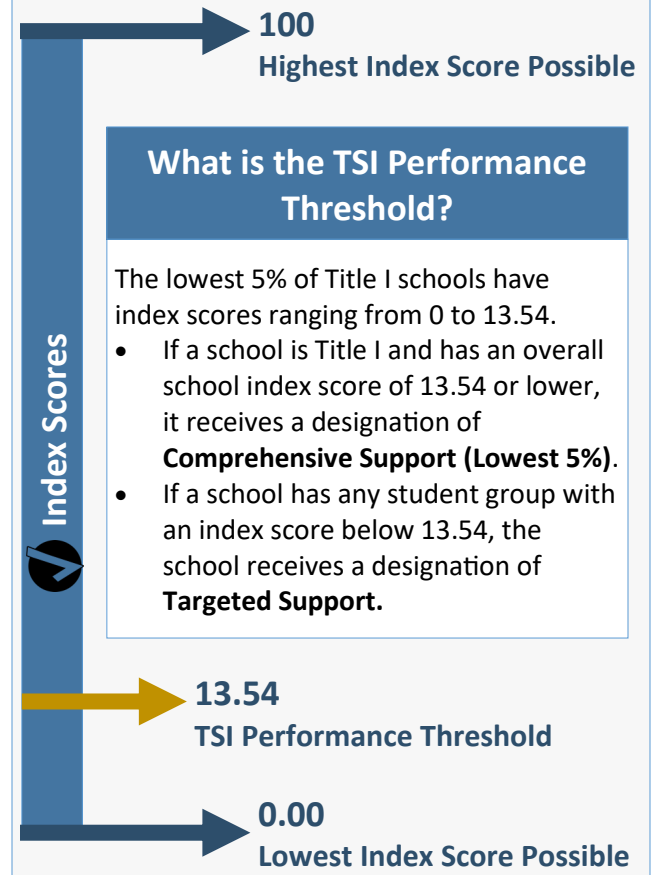 100
Highest Index Score Possible
What is the TSI Performance
Threshold?
The lowest 5% of Title I schools have
index scores ranging from 0 to 13.54.
• If a school is Title I and has an overall
school index score of 13.54 or lower,
it receives a designation of
Comprehensive Support (Lowest 5%).
• If a school has any student group with
an index score below 13.54, the
school receives a designation of
Targeted Support.
Index Scores
13.54
TSI Performance Threshold
0.00
Lowest Index Score Possible